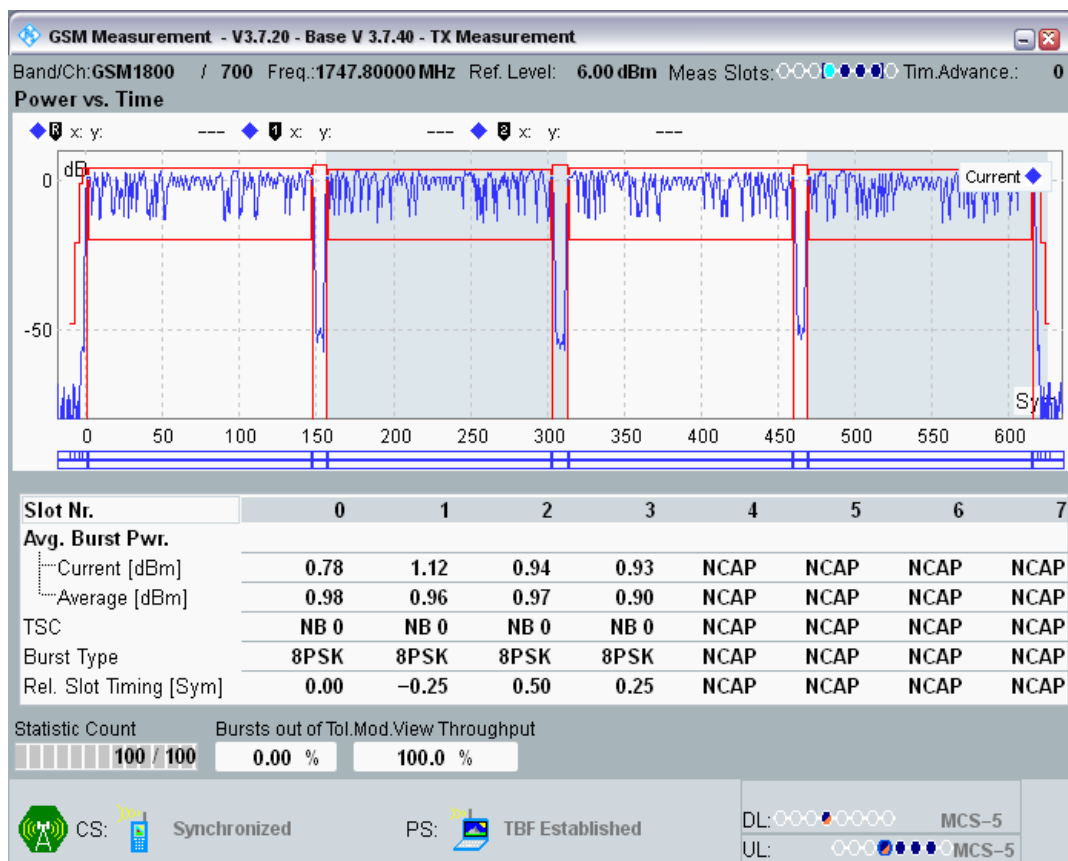 GSM Measurement - V3.7.20 - Base V 3.7.40 - TX Measurement
Band/Ch:GSM1800 / 700 Freq.:1747.80000 MHz Ref. Level: 6.00 dBm Meas Slots: Tim.Advance.: 0
Power vs. Time
R x: y: --- 1 x: y: --- 2 x: y: ---
dB
Current
0
-50
Sy
0 50 100 150 200 250 300 350 400 450 500 550 600
Slot Nr. 0 1 2 3 4 5 6 7
Avg. Burst Pwr.
Current [dBm] 0.78 1.12 0.94 0.93 NCAP NCAP NCAP NCAP
Average [dBm] 0.98 0.96 0.97 0.90 NCAP NCAP NCAP NCAP
TSC NB 0 NB 0 NB 0 NB 0 NCAP NCAP NCAP NCAP
Burst Type 8PSK 8PSK 8PSK 8PSK NCAP NCAP NCAP NCAP
Rel. Slot Timing [Sym] 0.00 −0.25 0.50 0.25 NCAP NCAP NCAP NCAP
Statistic Count Bursts out of Tol.Mod.View Throughput
100 / 100 0.00 % 100.0 %
DL: MCS−5
CS: Synchronized PS: TBF Established
UL: MCS−5